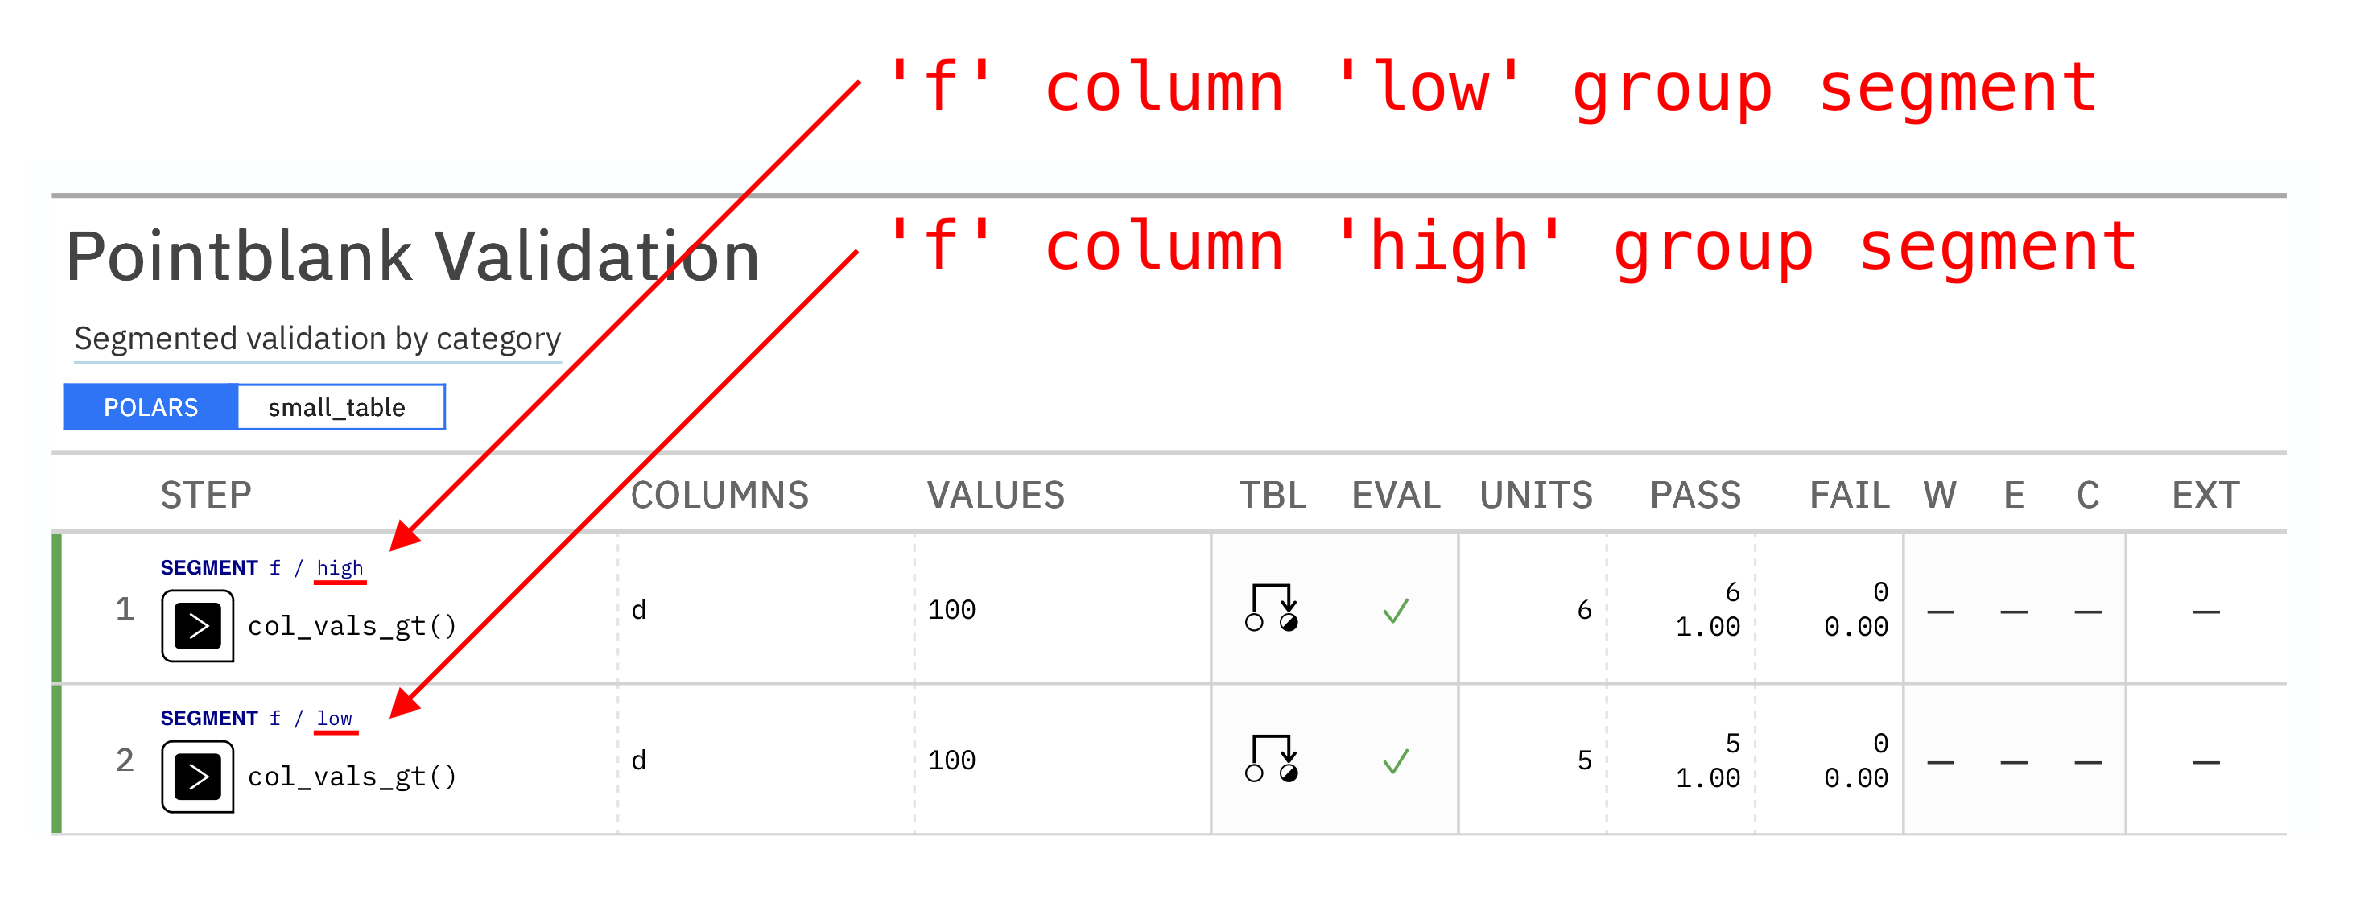 'f' column 'low' group segment
'f' column 'high' group segment
Pointblank Validation
Segmented validation by category
POLARS small_table
STEP COLUMNS VALUES TBL EVAL UNITS PASS FAIL W E C EXT
SEGMENT f / high
1 > col_vals_gt() d 100 ✓ 6 6 0 — — — —
1.00 0.00
SEGMENT f / low
2 > col_vals_gt() d 100 ✓ 5 5 0 — — — —
1.00 0.00